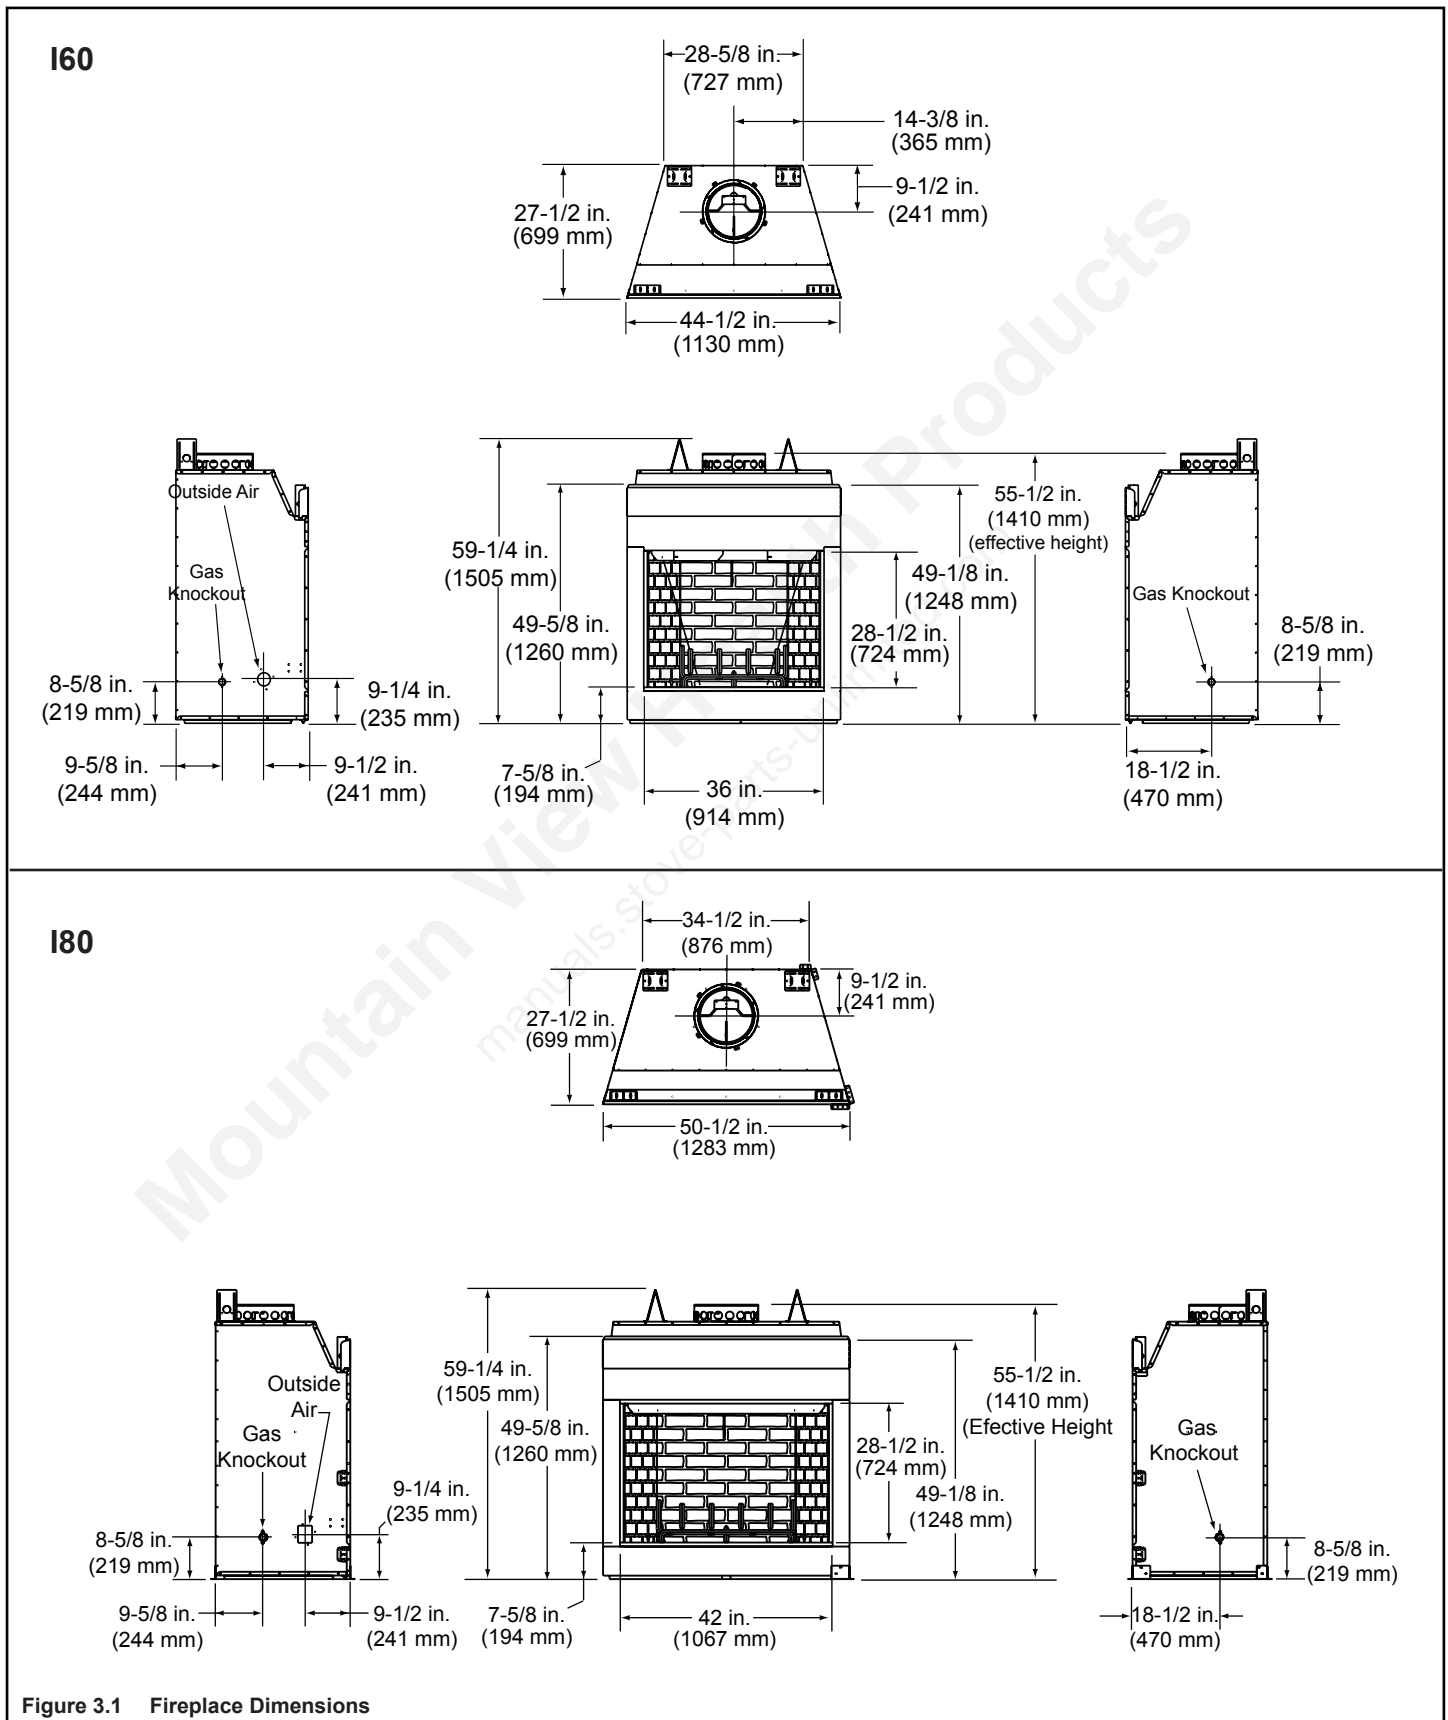 I60
28-5/8 in.
(727 mm)
14-3/8 in.
(365 mm)
9-1/2 in.
(241 mm)
27-1/2 in.
(699 mm)
44-1/2 in.
(1130 mm)
Outside Air
Gas
Knockout
8-5/8 in.
(219 mm)
9-1/4 in.
(235 mm)
9-5/8 in.
(244 mm)
9-1/2 in.
(241 mm)
59-1/4 in.
(1505 mm)
49-5/8 in.
(1260 mm)
7-5/8 in.
(194 mm)
36 in.
(914 mm)
28-1/2 in.
(724 mm)
49-1/8 in.
(1248 mm)
55-1/2 in.
(1410 mm)
(effective height)
Gas Knockout
8-5/8 in.
(219 mm)
18-1/2 in.
(470 mm)
I80
34-1/2 in.
(876 mm)
9-1/2 in.
(241 mm)
27-1/2 in.
(699 mm)
50-1/2 in.
(1283 mm)
Outside
Air
Gas
Knockout
8-5/8 in.
(219 mm)
9-1/4 in.
(235 mm)
9-5/8 in.
(244 mm)
9-1/2 in.
(241 mm)
59-1/4 in.
(1505 mm)
49-5/8 in.
(1260 mm)
7-5/8 in.
(194 mm)
42 in.
(1067 mm)
28-1/2 in.
(724 mm)
49-1/8 in.
(1248 mm)
55-1/2 in.
(1410 mm)
(Efective Height
Gas
Knockout
8-5/8 in.
(219 mm)
18-1/2 in.
(470 mm)
Figure 3.1 Fireplace Dimensions
Mountain View H th Products